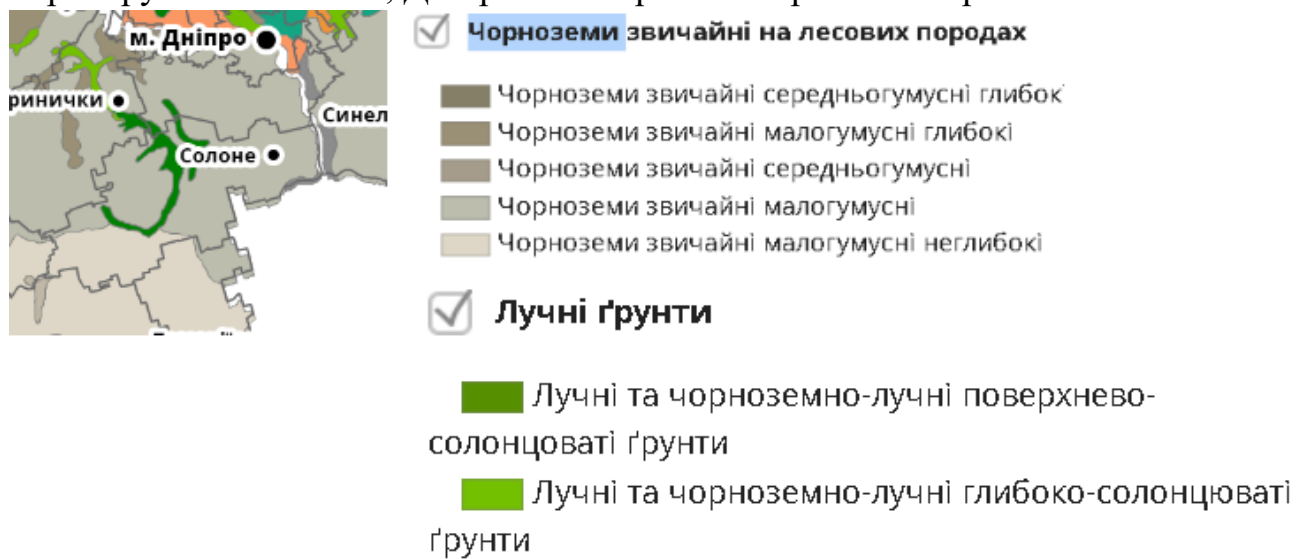 м. Дніпро
ринички
Синел
Солоне
Чорноземи звичайні на лесових породах
Чорноземи звичайні середньогумусні глибок
Чорноземи звичайні малогумусні глибокі
Чорноземи звичайні середньогумусні
Чорноземи звичайні малогумусні
Чорноземи звичайні малогумусні неглибокі
Лучні ґрунти
Лучні та чорноземно-лучні поверхнево-
солонцоваті ґрунти
Лучні та чорноземно-лучні глибоко-солонцюваті
ґрунти